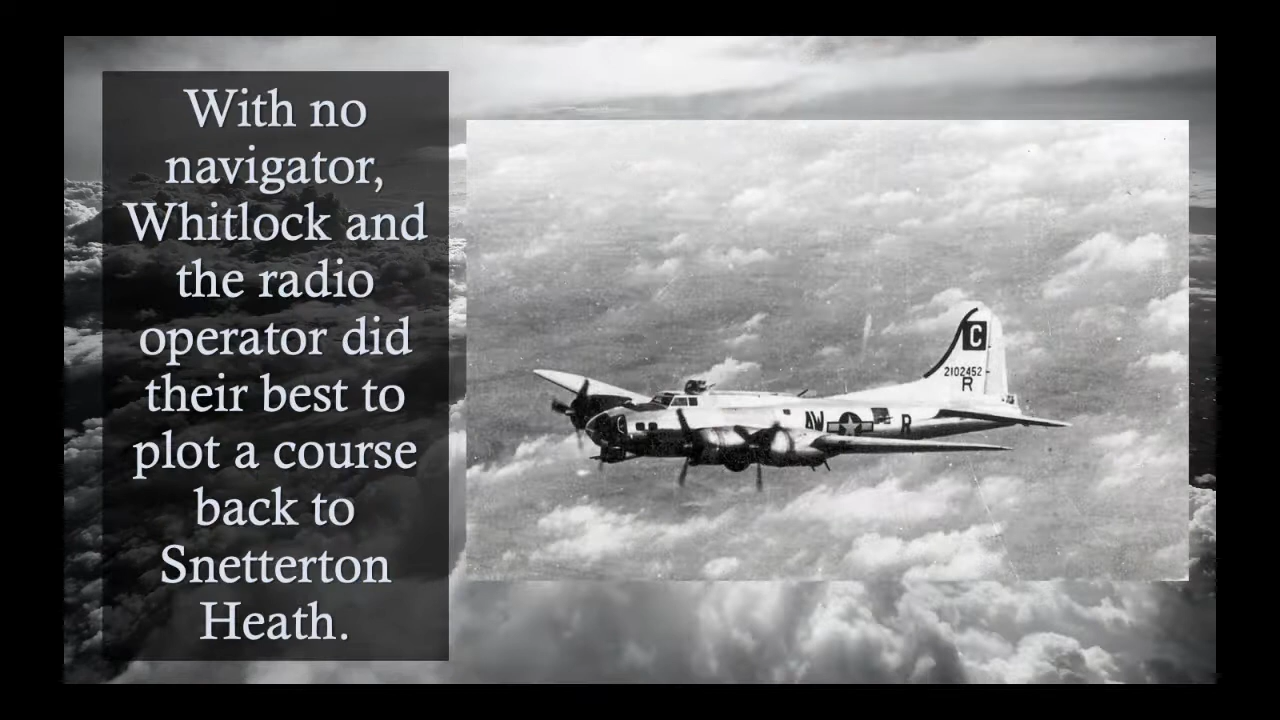 With no
navigator,
Whitlock and
the radio
operator did
their best to
plot a course
back to
Snetterton
Heath.
C
2102452
R
AW R